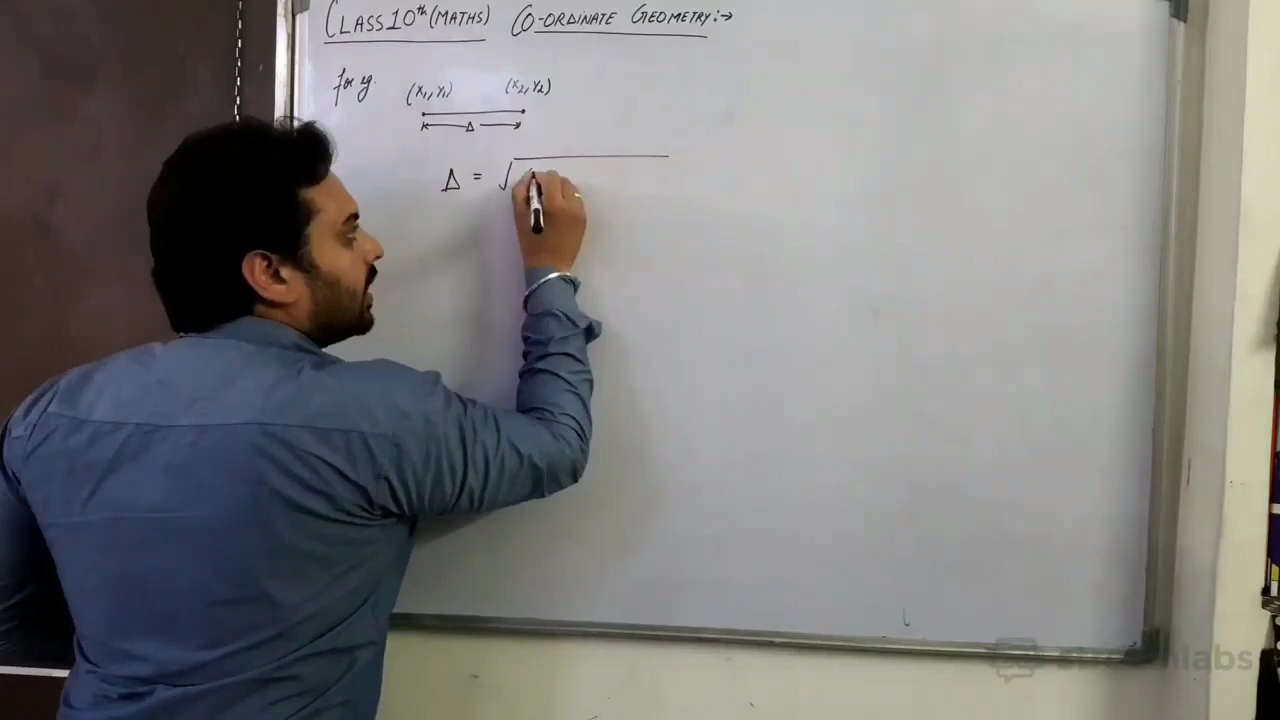 CLASS 10th (MATHS) CO-ORDINATE GEOMETRY:→
for eg.
(x₁, y₁) (x₂, y₂)
Δ
Δ = √